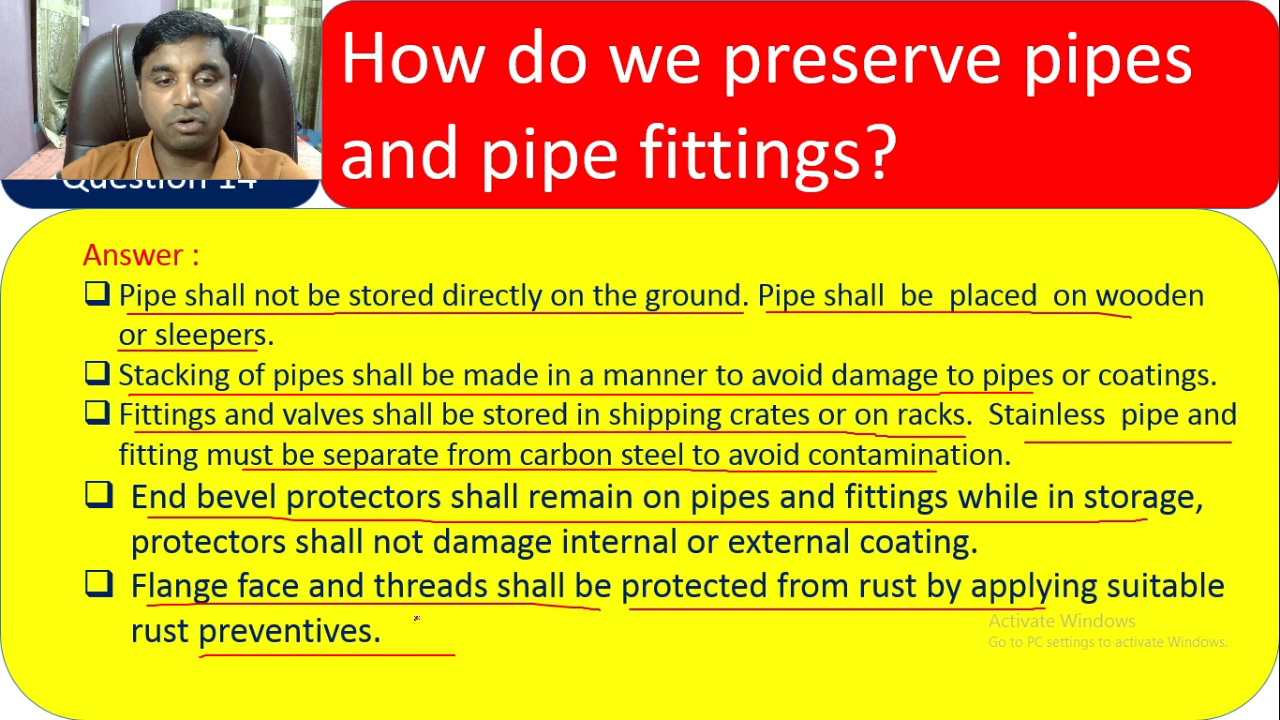 How do we preserve pipes
and pipe fittings?
Question 14
Answer :
Pipe shall not be stored directly on the ground. Pipe shall be placed on wooden
or sleepers.
Stacking of pipes shall be made in a manner to avoid damage to pipes or coatings.
Fittings and valves shall be stored in shipping crates or on racks. Stainless pipe and
fitting must be separate from carbon steel to avoid contamination.
End bevel protectors shall remain on pipes and fittings while in storage,
protectors shall not damage internal or external coating.
Flange face and threads shall be protected from rust by applying suitable
rust preventives.
Activate Windows
Go to PC settings to activate Windows.